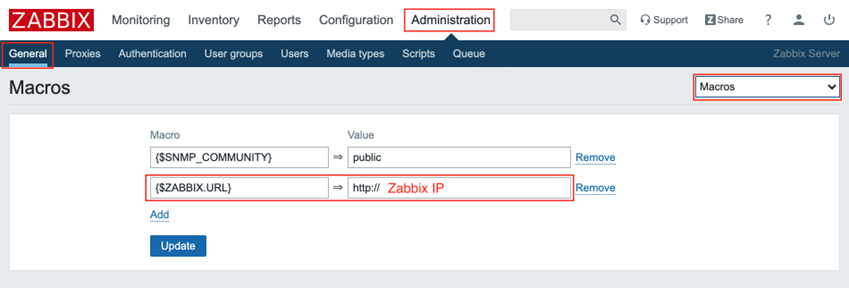 ZABBIX Monitoring Inventory Reports Configuration Administration Support Z Share ?
General Proxies Authentication User groups Users Media types Scripts Queue Zabbix Server
Macros Macros
Macro Value
{$SNMP_COMMUNITY} ⇒ public Remove
{$ZABBIX.URL} ⇒ http:// Zabbix IP Remove
Add
Update